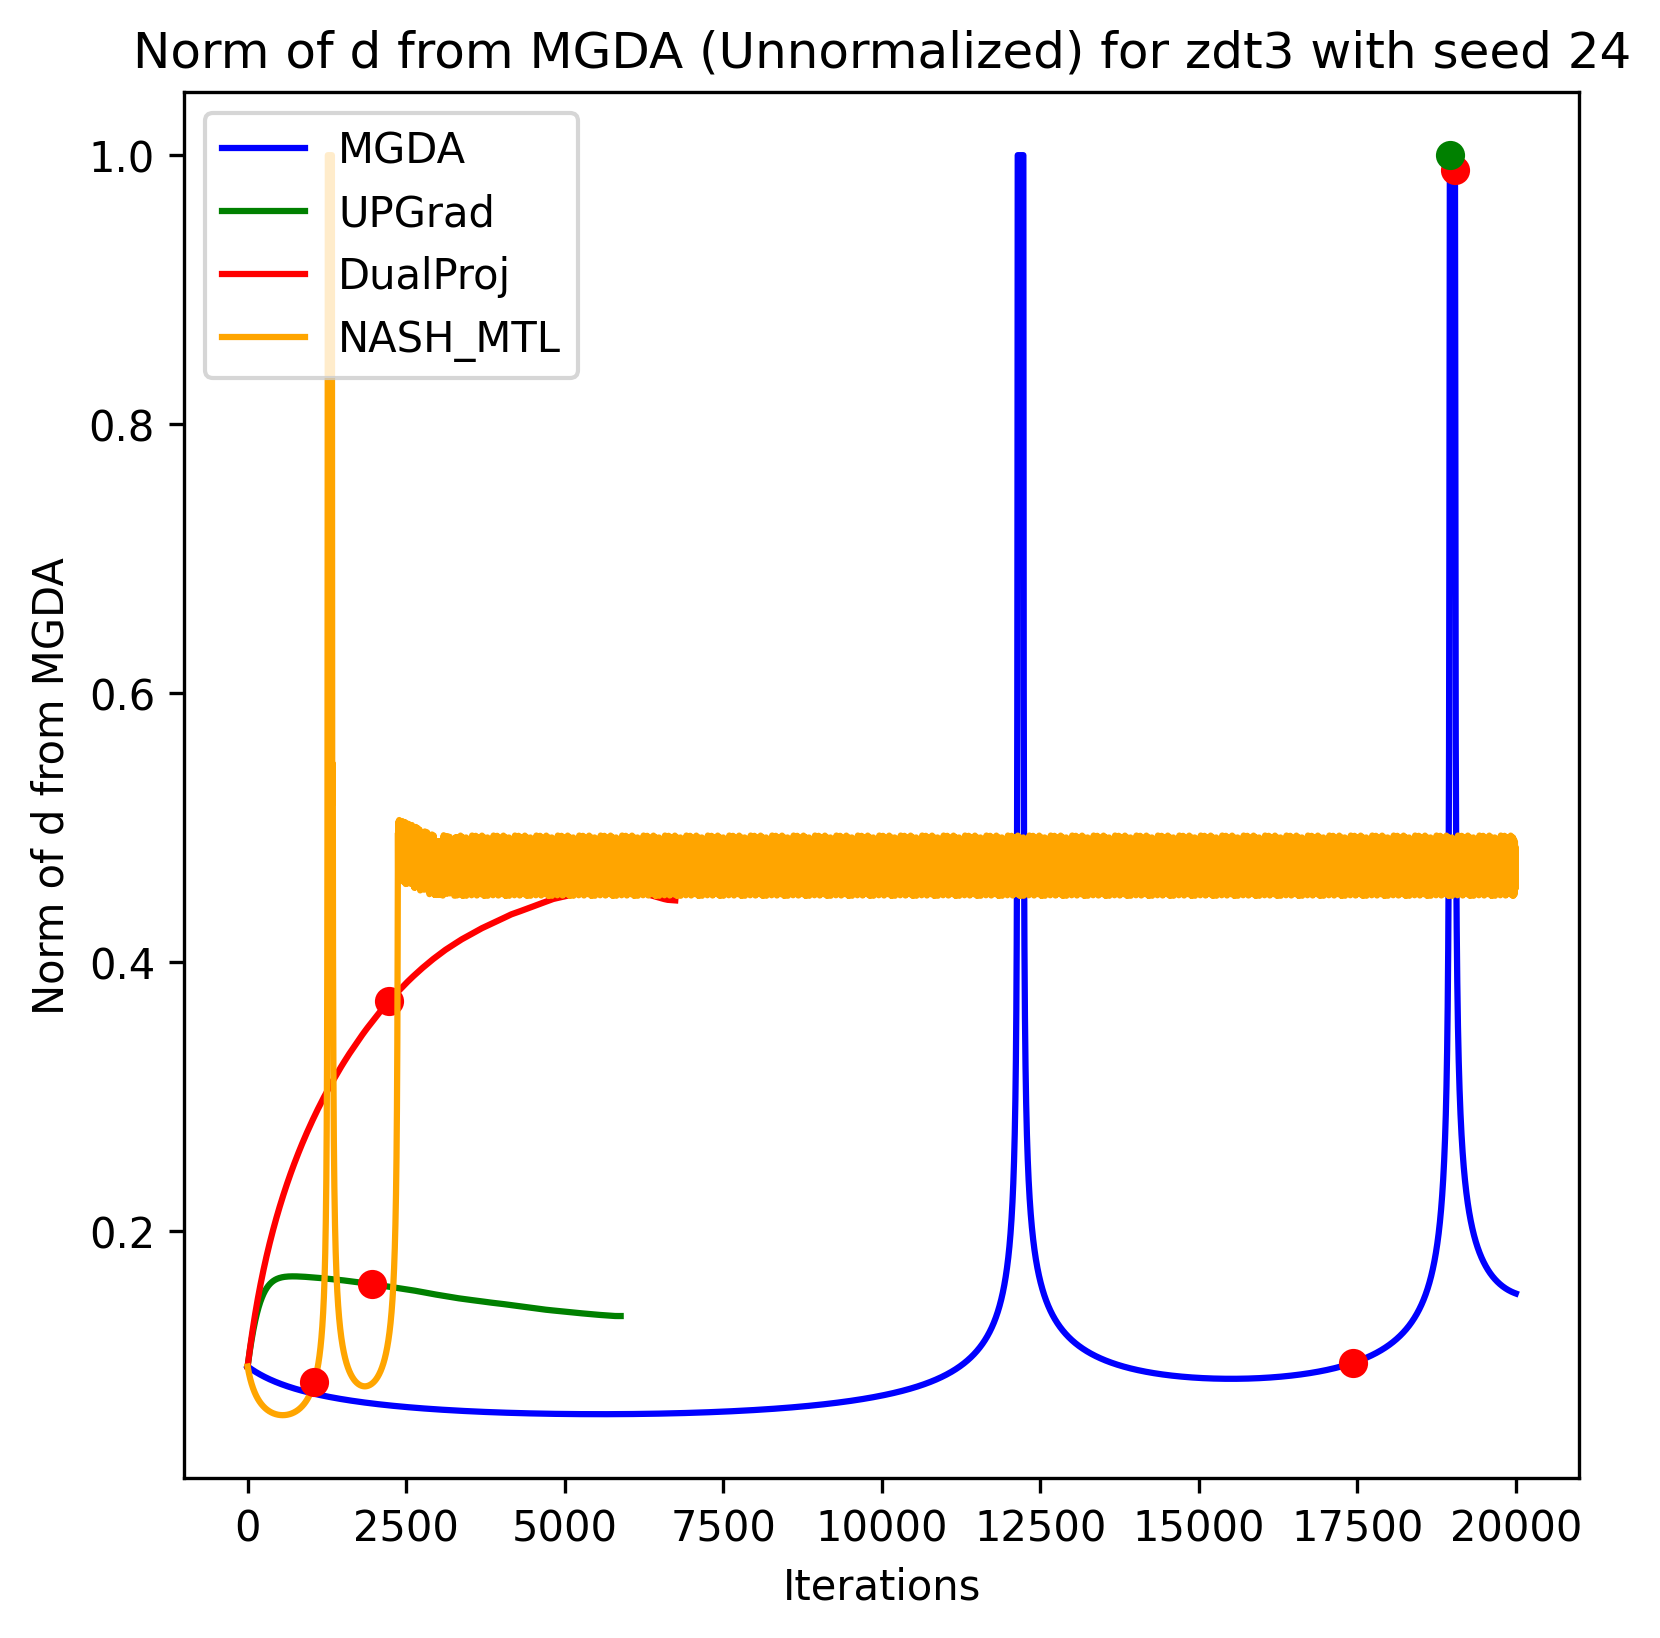 Norm of d from MGDA (Unnormalized) for zdt3 with seed 24
MGDA
UPGrad
DualProj
NASH_MTL
1.0
0.8
0.6
0.4
0.2
Norm of d from MGDA
0 2500 5000 7500 10000 12500 15000 17500 20000
Iterations